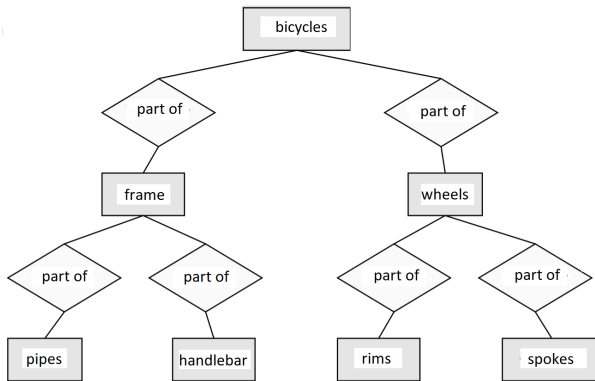 bicycles
part of
part of
frame
wheels
part of
part of
part of
part of
pipes
handlebar
rims
spokes